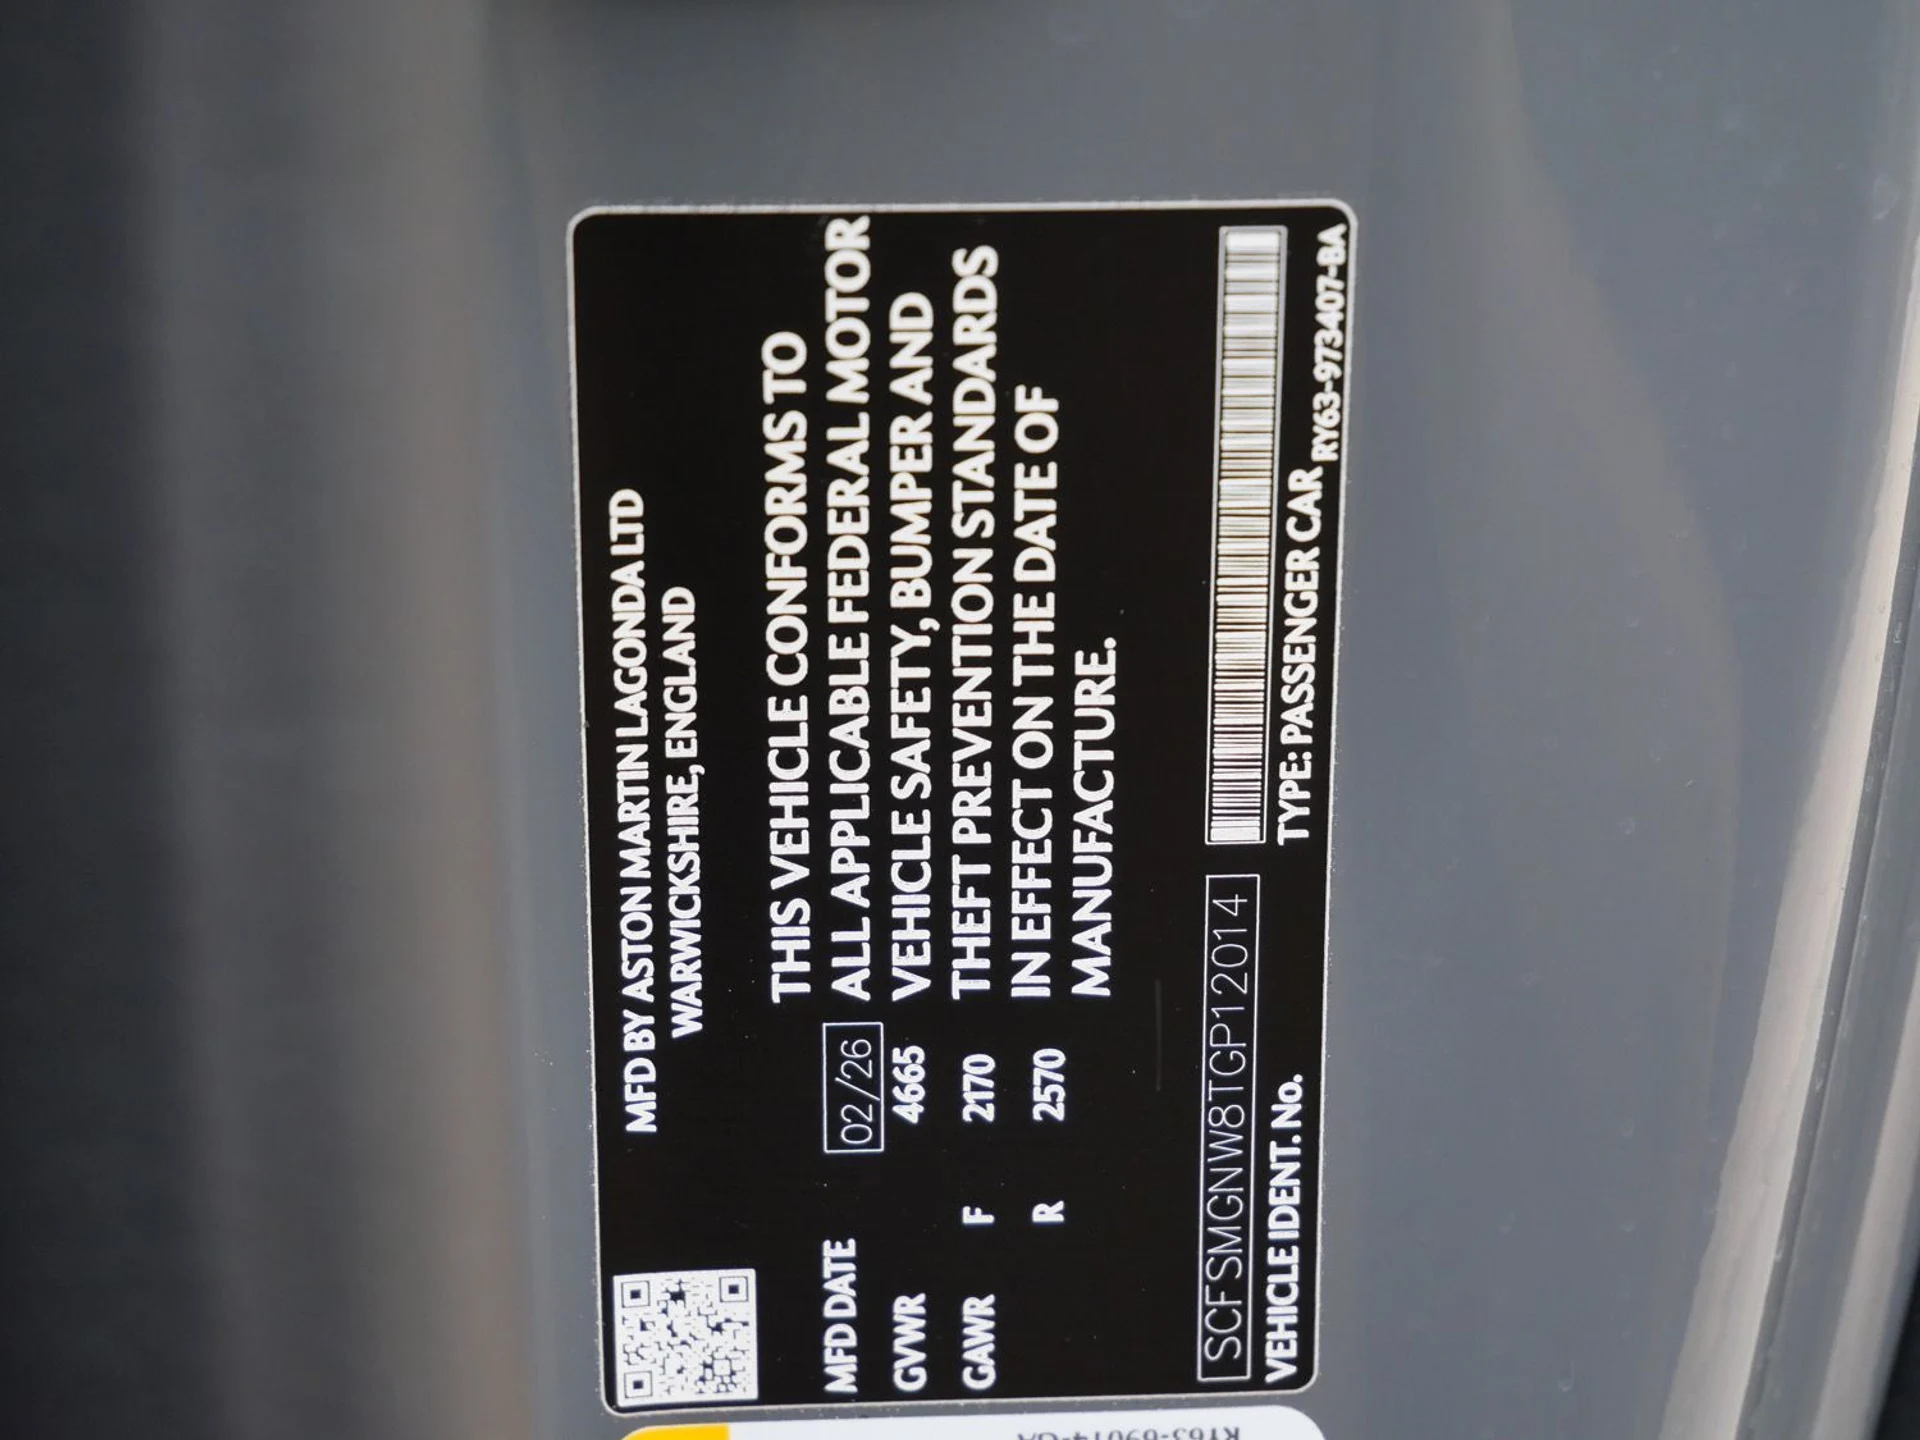 MFD BY ASTON MARTIN LAGONDA LTD
WARWICKSHIRE, ENGLAND
MFD DATE 02/26
GVWR 4665
GAWR F 2170
R 2570
THIS VEHICLE CONFORMS TO
ALL APPLICABLE FEDERAL MOTOR
VEHICLE SAFETY, BUMPER AND
THEFT PREVENTION STANDARDS
IN EFFECT ON THE DATE OF
MANUFACTURE.
SCFSMGNW8TGP12014
VEHICLE IDENT. No.
TYPE: PASSENGER CAR
RY63-973407-BA